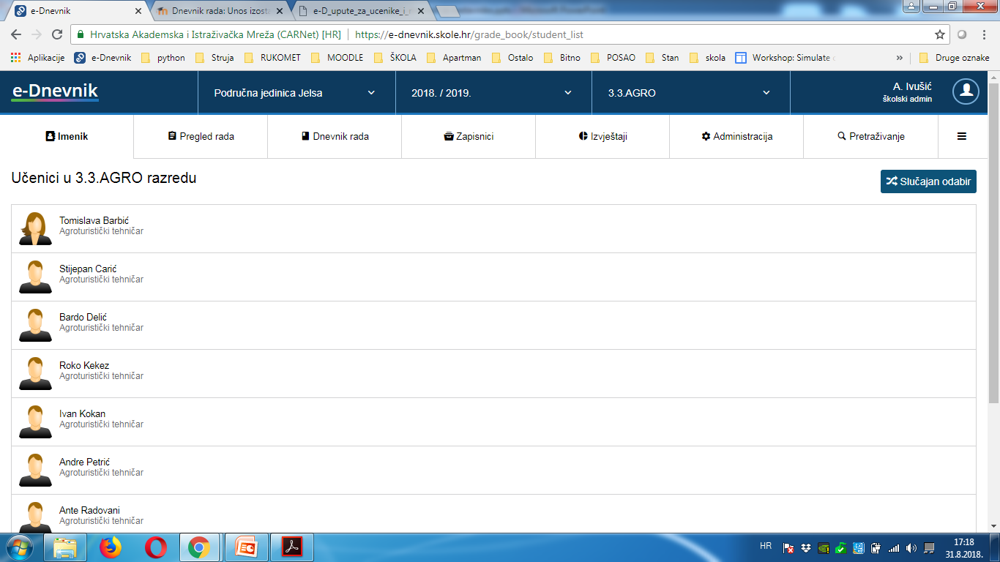 e-Dnevnik
Dnevnik rada: Unos izosta
e-D_upute_za_ucenike_i_
Hrvatska Akademska i Istraživačka Mreža (CARNet) [HR] https://e-dnevnik.skole.hr/grade_book/student_list
Aplikacije e-Dnevnik python Struja RUKOMET MOODLE ŠKOLA Apartman Ostalo Bitno POSAO Stan skola Workshop: Simulate » Druge oznake
e-Dnevnik Područna jedinica Jelsa 2018. / 2019. 3.3.AGRO A. Ivušić
školski admin
Imenik Pregled rada Dnevnik rada Zapisnici Izvještaji Administracija Pretraživanje
Učenici u 3.3.AGRO razredu Slučajan odabir
Tomislava Barbić
Agroturistički tehničar
Stijepan Carić
Agroturistički tehničar
Bardo Delić
Agroturistički tehničar
Roko Kekez
Agroturistički tehničar
Ivan Kokan
Agroturistički tehničar
Andre Petrić
Agroturistički tehničar
Ante Radovani
Agroturistički tehničar
HR 17:18
31.8.2018.